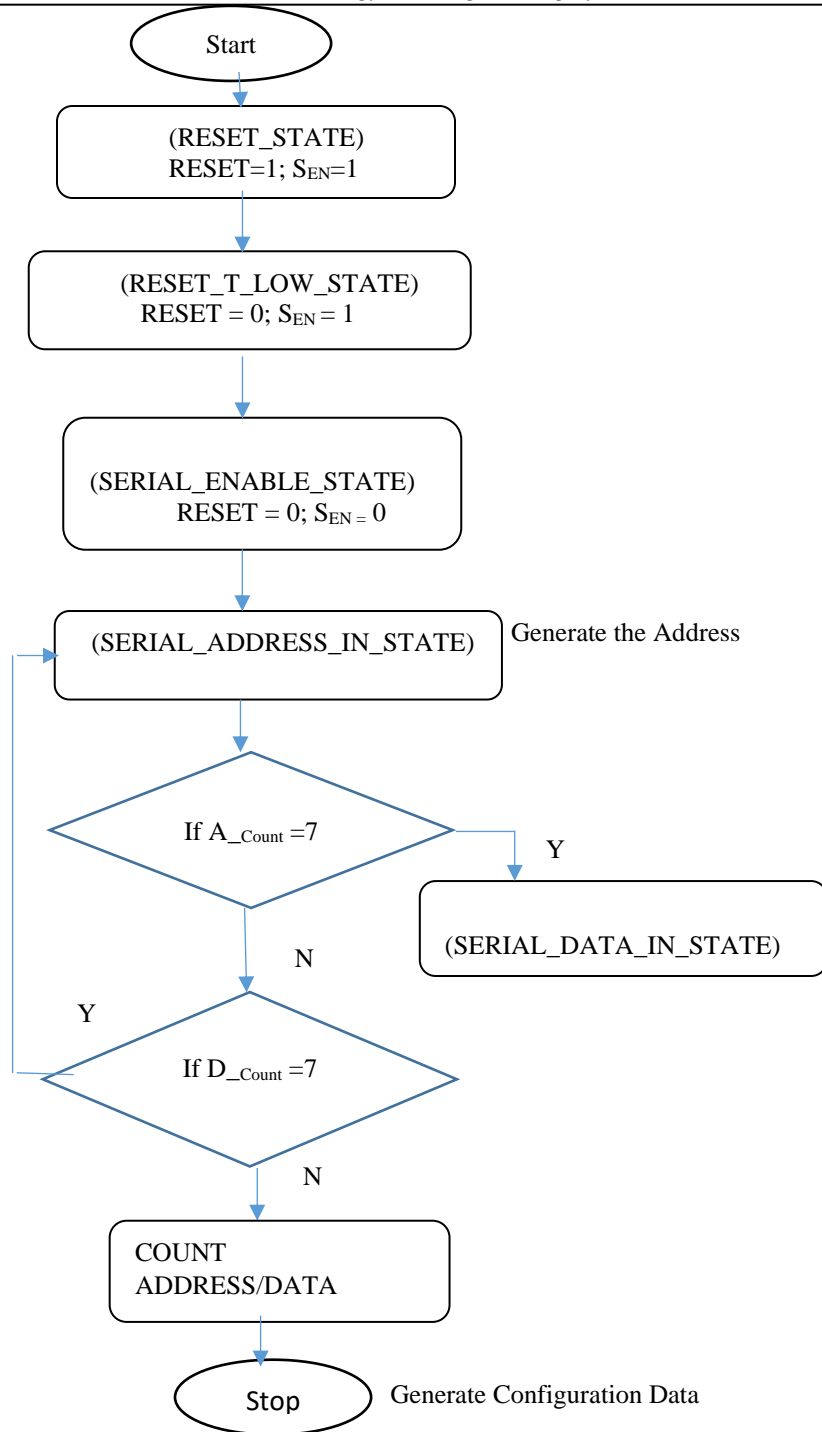 Start
(RESET_STATE)
RESET=1; SEN=1
(RESET_T_LOW_STATE)
RESET = 0; SEN = 1
(SERIAL_ENABLE_STATE)
RESET = 0; SEN = 0
(SERIAL_ADDRESS_IN_STATE)
Generate the Address
If A_Count =7
Y
(SERIAL_DATA_IN_STATE)
N
Y
If D_Count =7
N
COUNT
ADDRESS/DATA
Stop
Generate Configuration Data